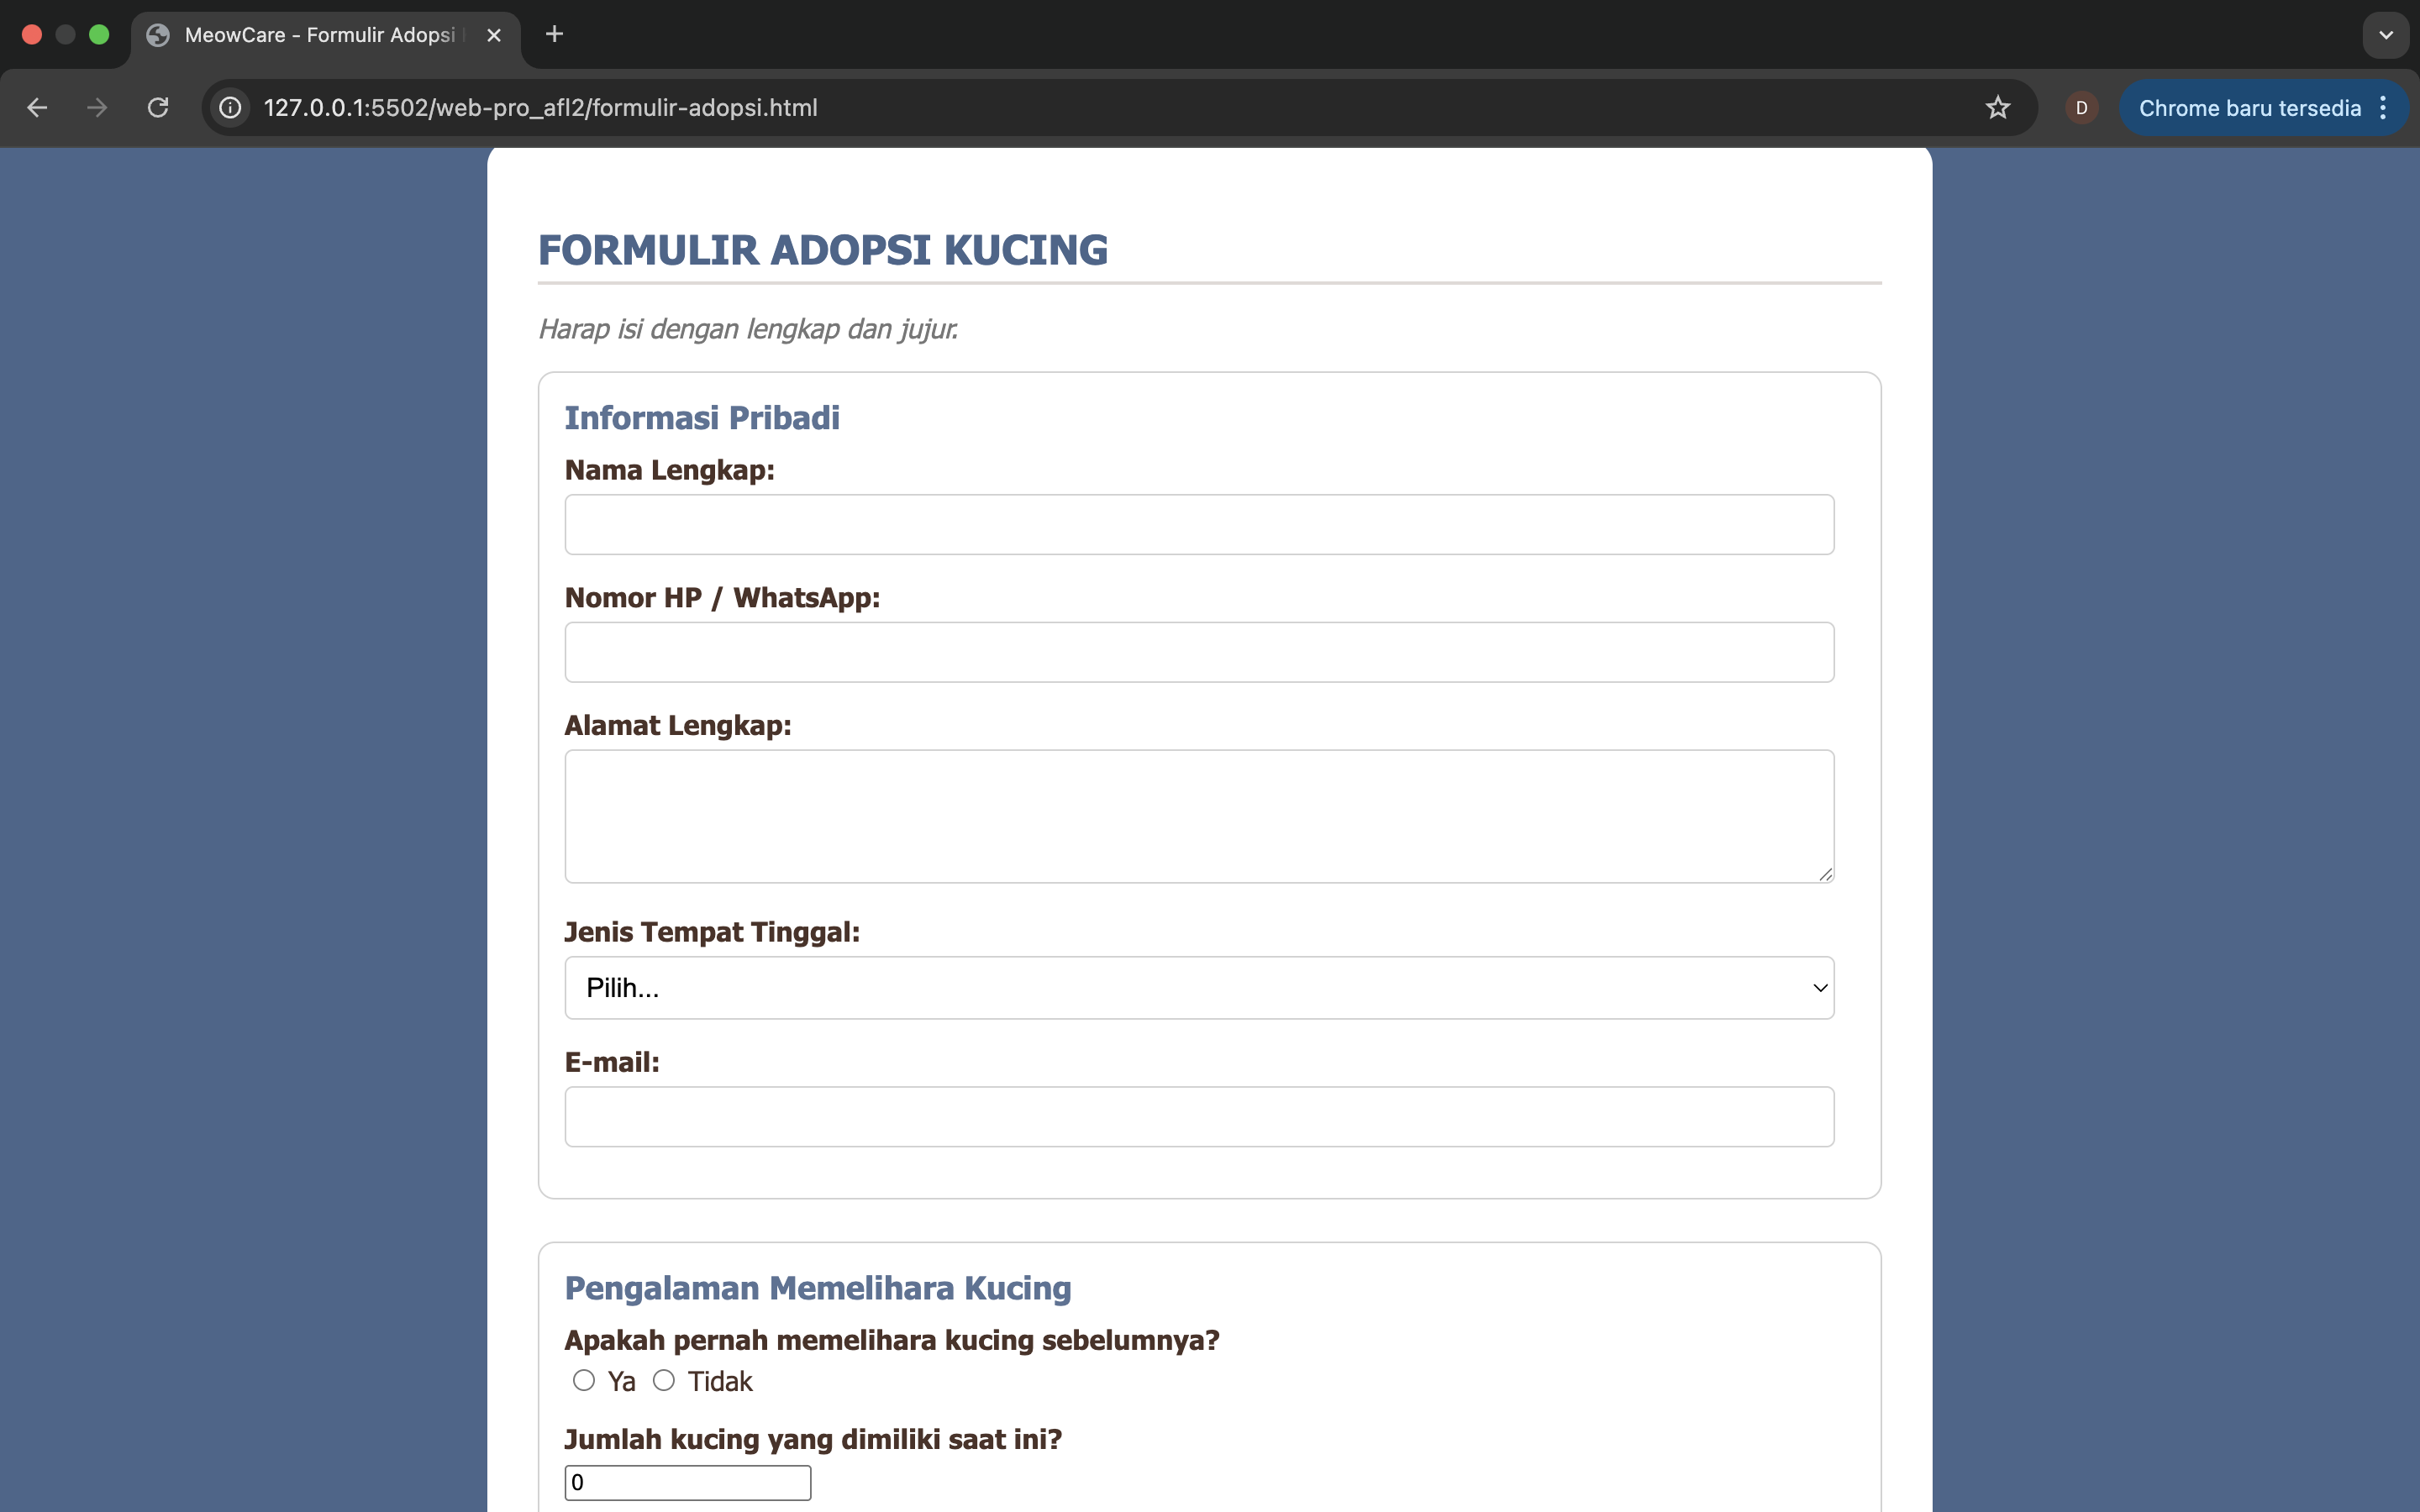 MeowCare - Formulir Adopsi
127.0.0.1:5502/web-pro_afl2/formulir-adopsi.html
D
Chrome baru tersedia
FORMULIR ADOPSI KUCING
Harap isi dengan lengkap dan jujur.
Informasi Pribadi
Nama Lengkap:
Nomor HP / WhatsApp:
Alamat Lengkap:
Jenis Tempat Tinggal:
Pilih...
E-mail:
Pengalaman Memelihara Kucing
Apakah pernah memelihara kucing sebelumnya?
Ya Tidak
Jumlah kucing yang dimiliki saat ini?
0